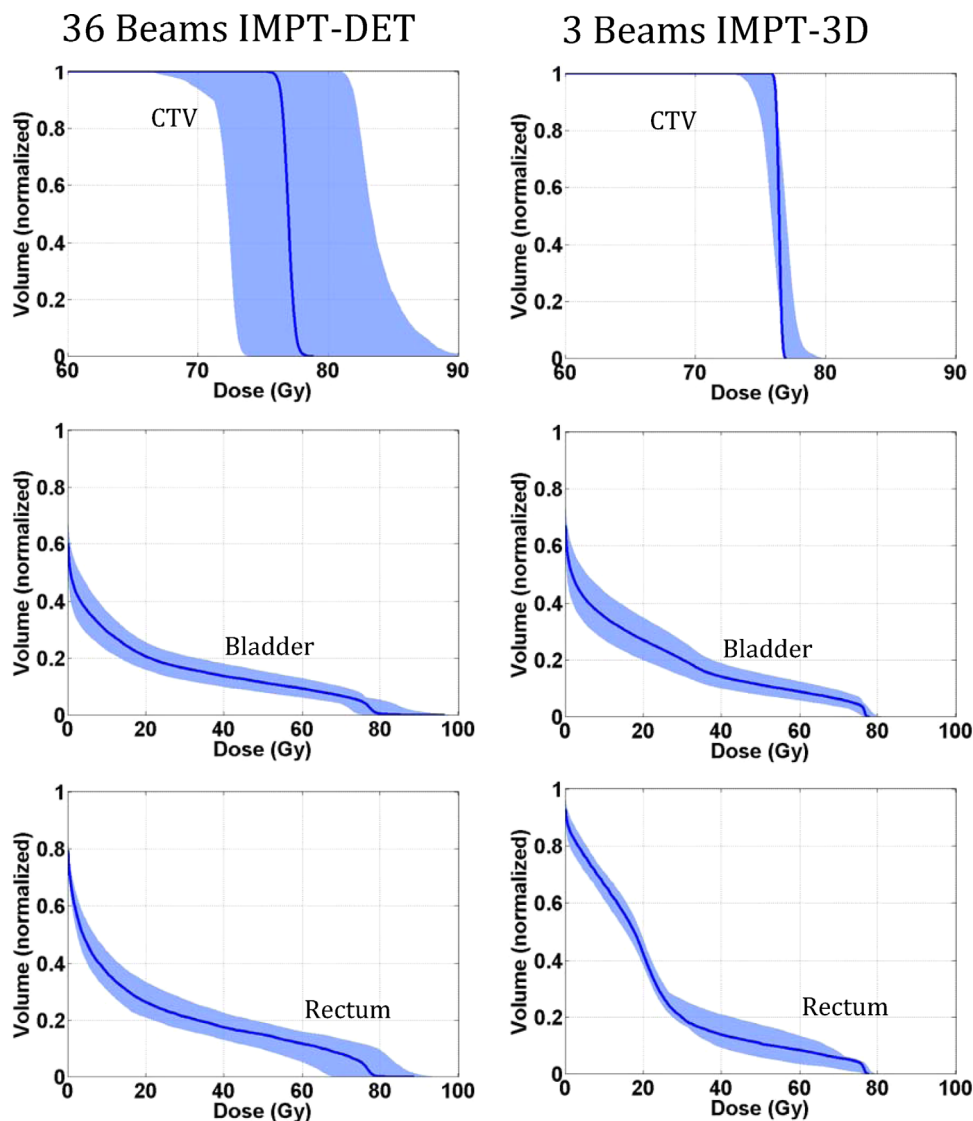 36 Beams IMPT-DET
3 Beams IMPT-3D
Volume (normalized)
1
0.8
0.6
0.4
0.2
0
CTV
60 70 80 90
Dose (Gy)
Volume (normalized)
1
0.8
0.6
0.4
0.2
0
CTV
60 70 80 90
Dose (Gy)
Volume (normalized)
1
0.8
0.6
0.4
0.2
0
Bladder
0 20 40 60 80 100
Dose (Gy)
Volume (normalized)
1
0.8
0.6
0.4
0.2
0
Bladder
0 20 40 60 80 100
Dose (Gy)
Volume (normalized)
1
0.8
0.6
0.4
0.2
0
Rectum
0 20 40 60 80 100
Dose (Gy)
Volume (normalized)
1
0.8
0.6
0.4
0.2
0
Rectum
0 20 40 60 80 100
Dose (Gy)